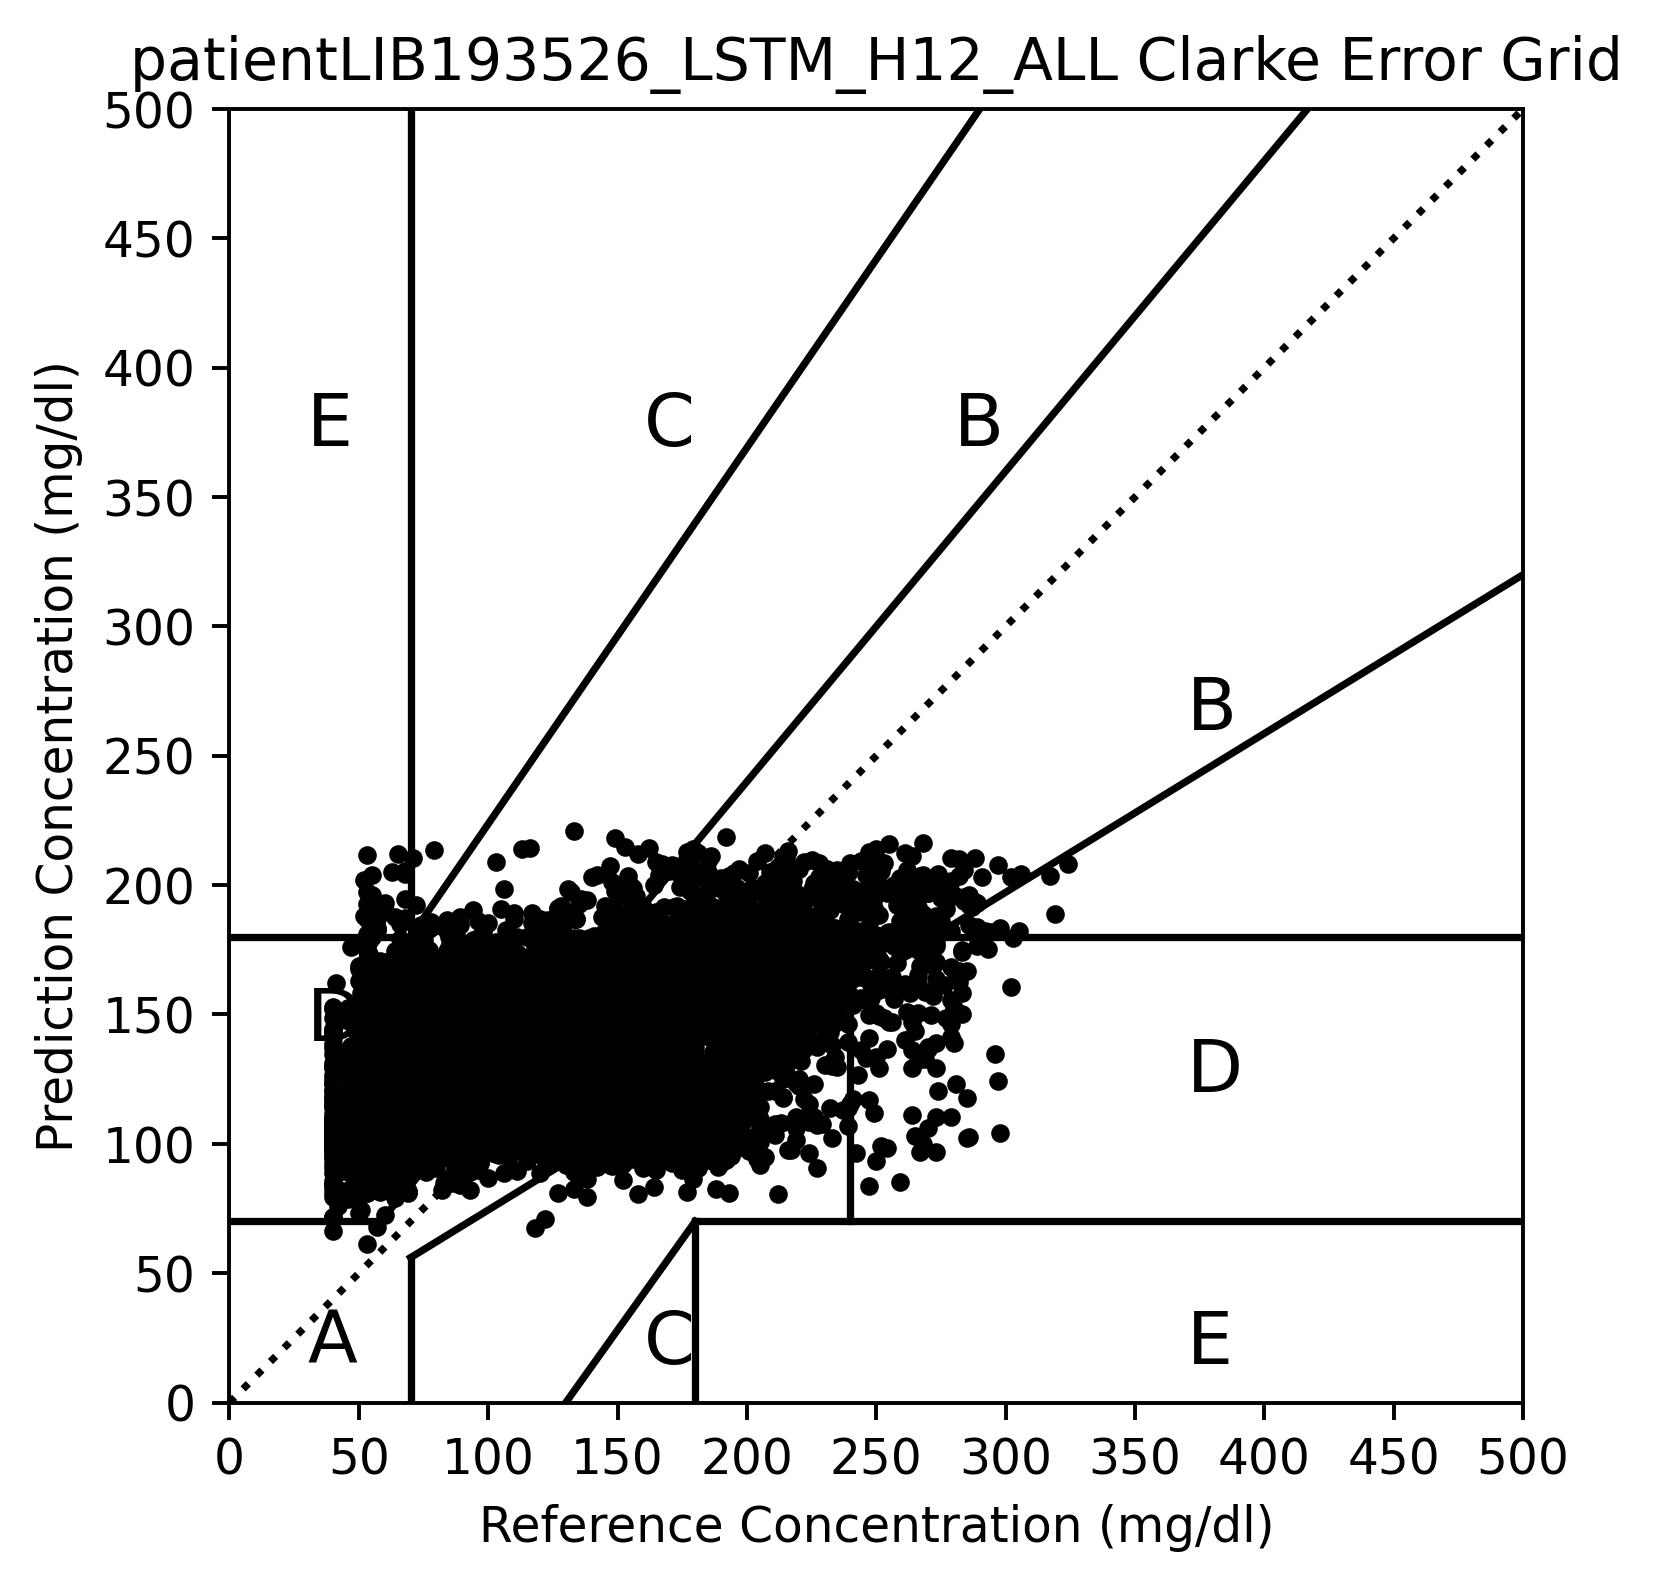 patientLIB193526_LSTM_H12_ALL Clarke Error Grid
500
450
400
350
300
250
200
150
100
50
0
Prediction Concentration (mg/dl)
E
C
B
B
D
D
A
C
E
0 50 100 150 200 250 300 350 400 450 500
Reference Concentration (mg/dl)